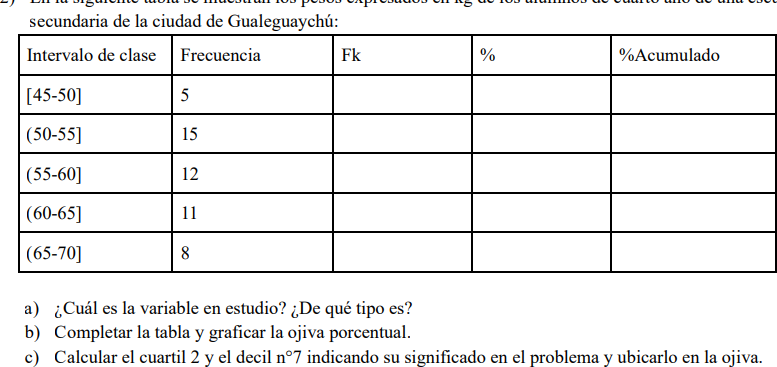 secundaria de la ciudad de Gualeguaychú:
Intervalo de clase Frecuencia Fk % %Acumulado
[45-50] 5
(50-55] 15
(55-60] 12
(60-65] 11
(65-70] 8
a) ¿Cuál es la variable en estudio? ¿De qué tipo es?
b) Completar la tabla y graficar la ojiva porcentual.
c) Calcular el cuartil 2 y el decil n°7 indicando su significado en el problema y ubicarlo en la ojiva.